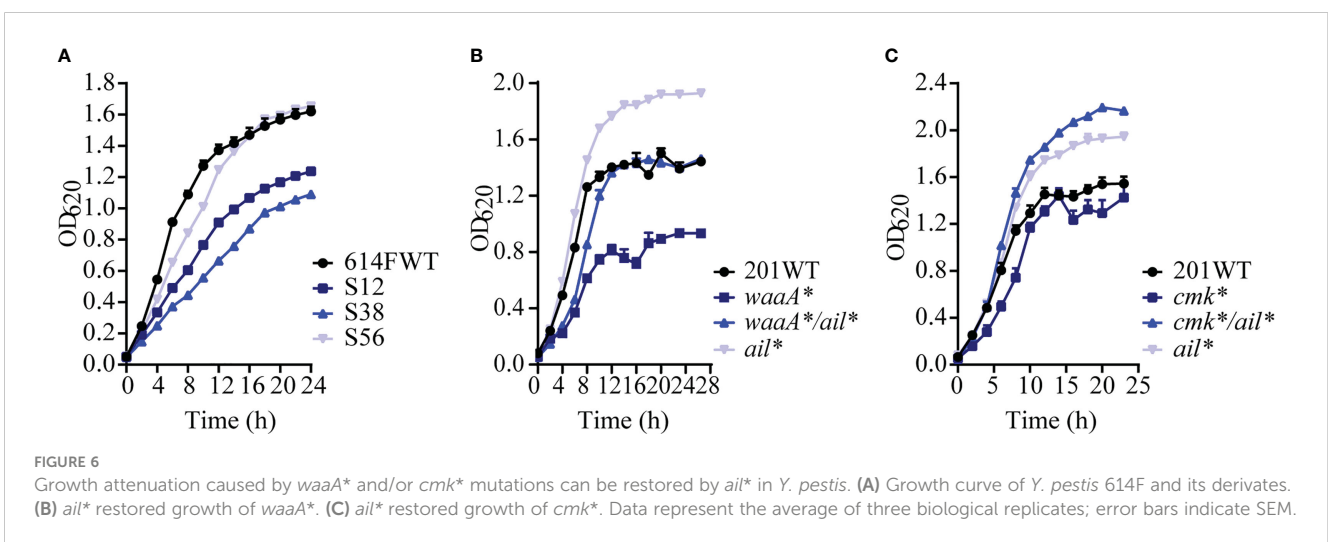 A
1.8
1.6
1.4
1.2
1.0
0.8
0.6
0.4
0.2
0.0
OD620
0 4 8 12 16 20 24
Time (h)
614FWT
S12
S38
S56
B
2.0
1.6
1.2
0.8
0.4
0.0
OD620
0 4 8 12 16 20 24 28
Time (h)
201WT
waaA*
waaA*/ail*
ail*
C
2.4
2.0
1.6
1.2
0.8
0.4
0.0
OD620
0 5 10 15 20 25
Time (h)
201WT
cmk*
cmk*/ail*
ail*
FIGURE 6
Growth attenuation caused by waaA* and/or cmk* mutations can be restored by ail* in Y. pestis. (A) Growth curve of Y. pestis 614F and its derivates.
(B) ail* restored growth of waaA*. (C) ail* restored growth of cmk*. Data represent the average of three biological replicates; error bars indicate SEM.